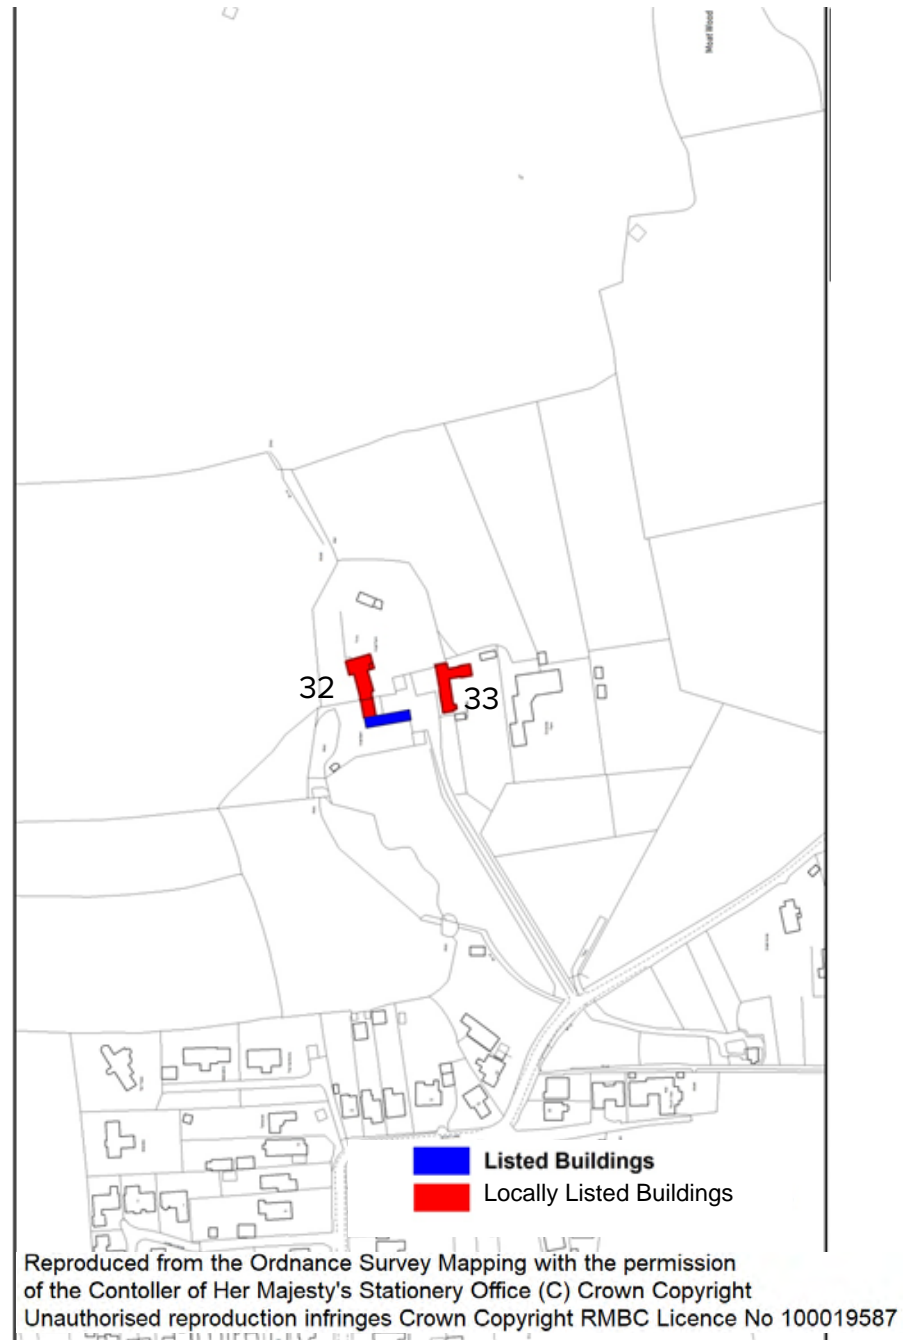 Moat Wood
32
33
Listed Buildings
Locally Listed Buildings
Reproduced from the Ordnance Survey Mapping with the permission
of the Contoller of Her Majesty's Stationery Office (C) Crown Copyright
Unauthorised reproduction infringes Crown Copyright RMBC Licence No 100019587